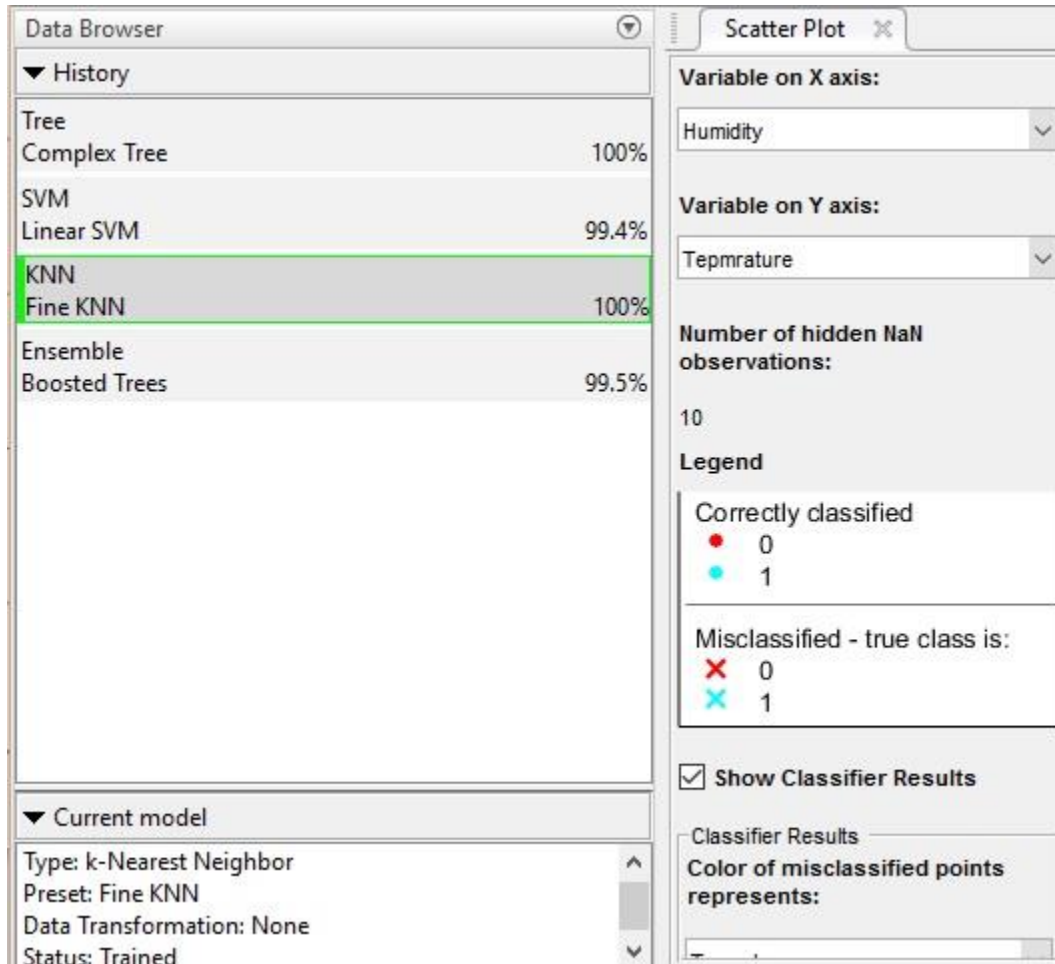 Data Browser
History
Tree
Complex Tree 100%
SVM
Linear SVM 99.4%
KNN
Fine KNN 100%
Ensemble
Boosted Trees 99.5%
Current model
Type: k-Nearest Neighbor
Preset: Fine KNN
Data Transformation: None
Status: Trained
Scatter Plot
Variable on X axis:
Humidity
Variable on Y axis:
Tepmrature
Number of hidden NaN
observations:
10
Legend
Correctly classified
0
1
Misclassified - true class is:
0
1
Show Classifier Results
Classifier Results
Color of misclassified points
represents: